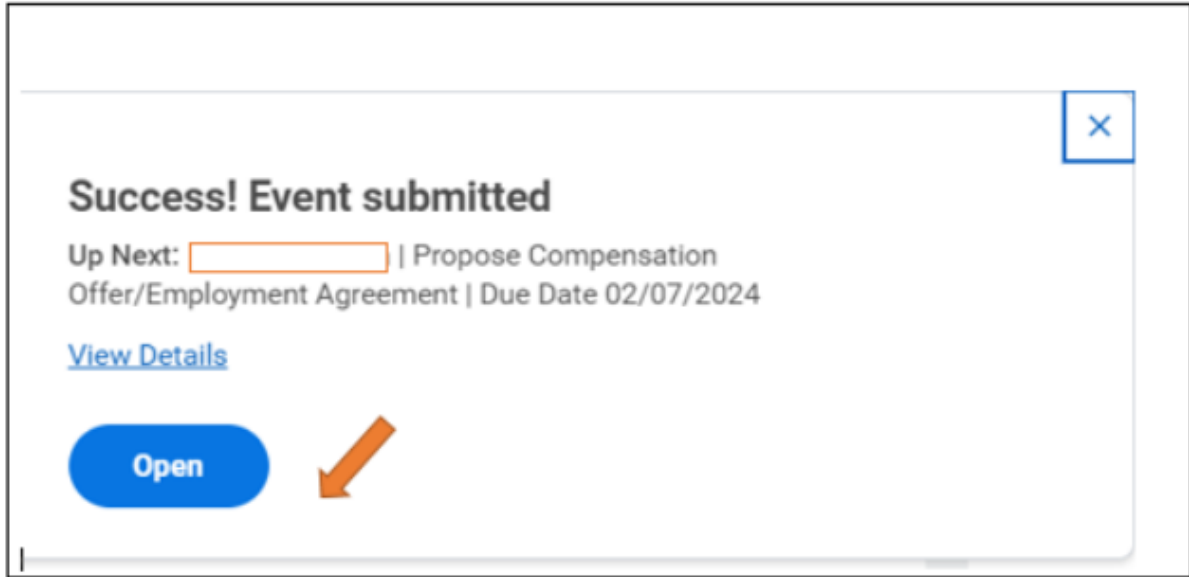 Success! Event submitted
Up Next: | Propose Compensation
Offer/Employment Agreement | Due Date 02/07/2024
View Details
Open